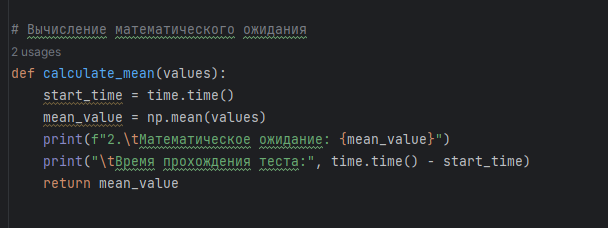 # Вычисление математического ожидания
2 usages
def calculate_mean(values):
    start_time = time.time()
    mean_value = np.mean(values)
    print(f"2.\tМатематическое ожидание: {mean_value}")
    print("\tВремя прохождения теста:", time.time() - start_time)
    return mean_value